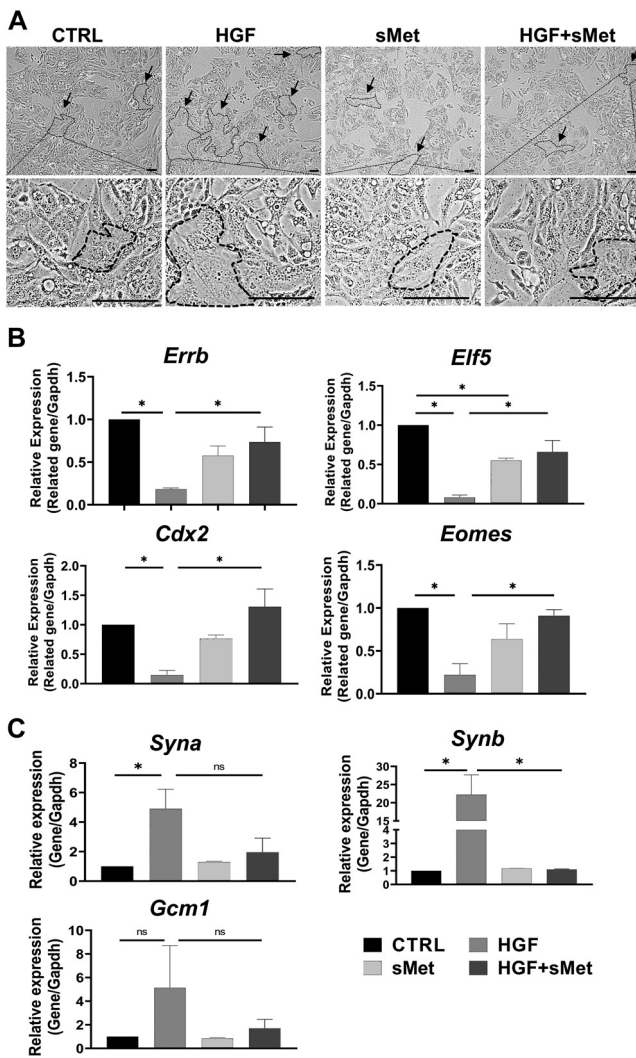 A
CTRL HGF sMet HGF+sMet
B
Errb
Relative Expression
(Related gene/Gapdh)
1.5
1.0
0.5
0.0
* *
Elf5
Relative Expression
(Related gene/Gapdh)
1.5
1.0
0.5
0.0
*
* *
Cdx2
Relative Expression
(Related gene/Gapdh)
2.0
1.5
1.0
0.5
0.0
* *
Eomes
Relative Expression
(Related gene/Gapdh)
1.5
1.0
0.5
0.0
* *
C
Syna
Relative expression
(Gene/Gapdh)
8
6
4
2
0
* ns
Synb
Relative expression
(Gene/Gapdh)
30
25
20
15
4
3
2
1
0
* *
Gcm1
Relative expression
(Gene/Gapdh)
10
8
6
4
2
0
ns ns
CTRL HGF
sMet HGF+sMet